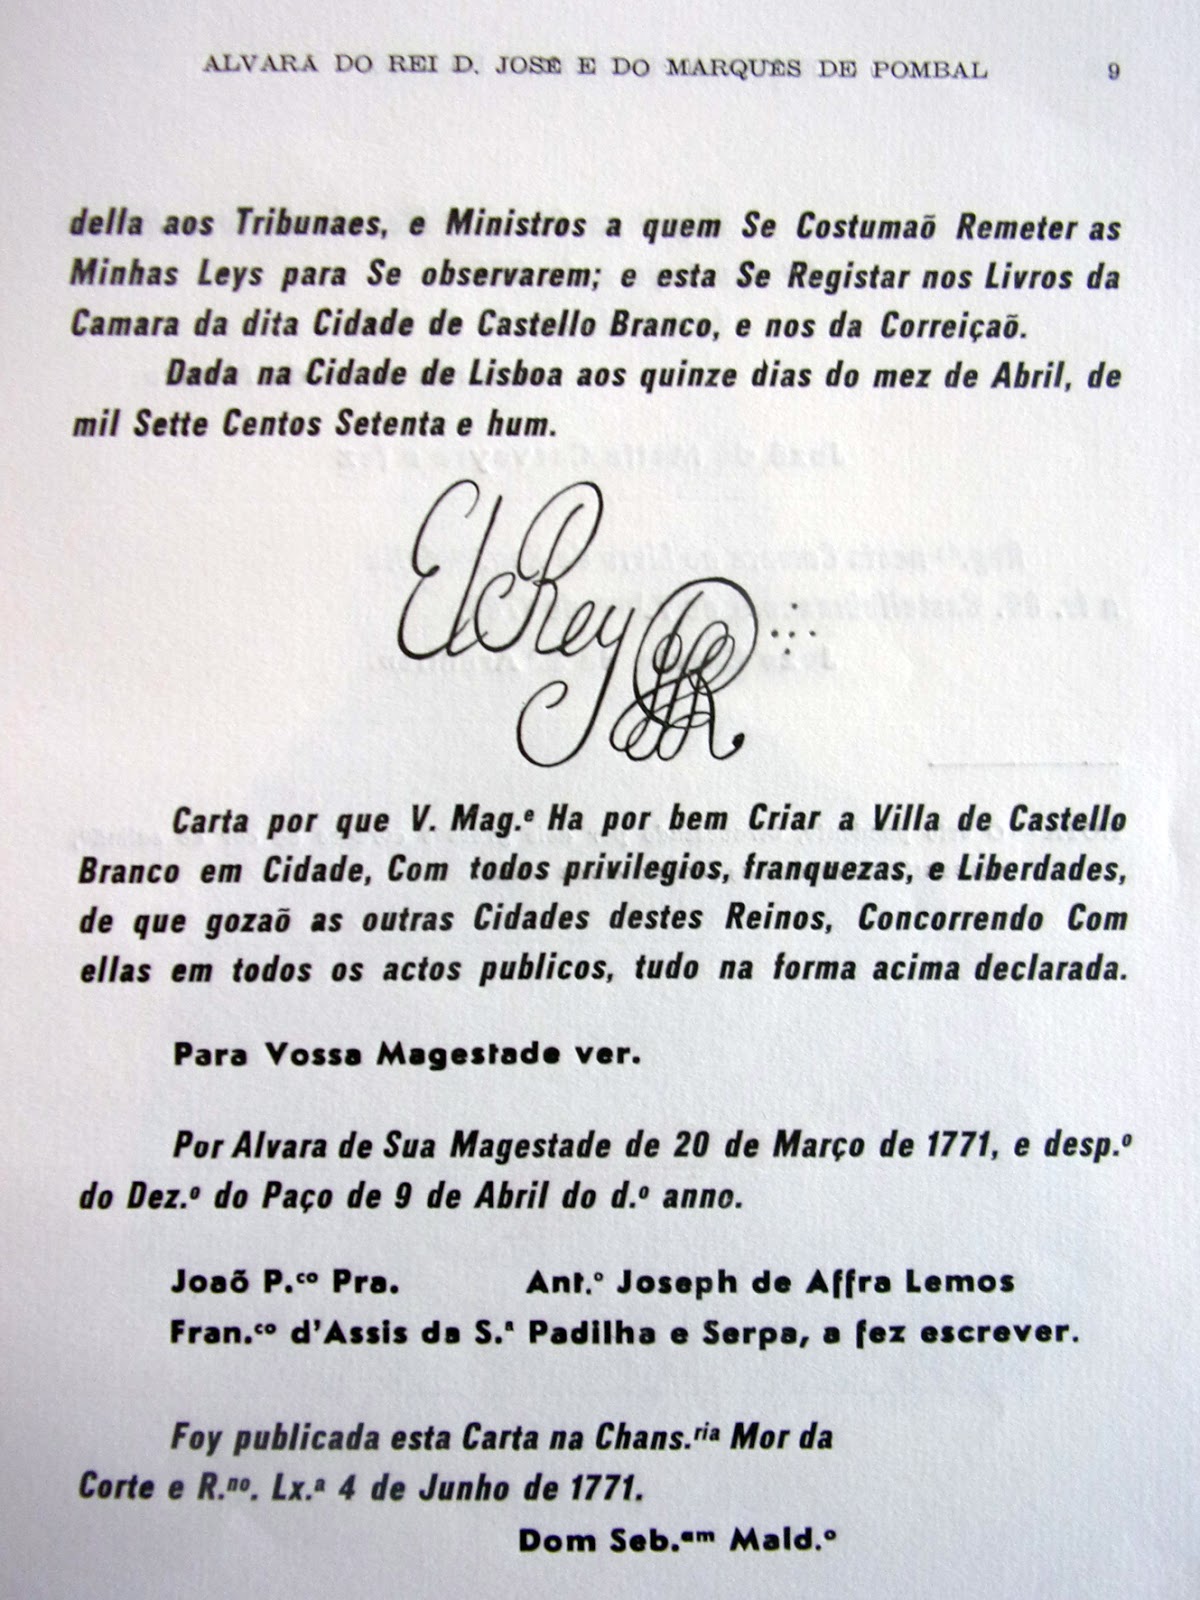 ALVARÁ DO REI D. JOSÉ E DO MARQUÊS DE POMBAL 9
della aos Tribunaes, e Ministros a quem Se Costumaõ Remeter as
Minhas Leys para Se observarem; e esta Se Registar nos Livros da
Camara da dita Cidade de Castello Branco, e nos da Correiçaõ.
Dada na Cidade de Lisboa aos quinze dias do mez de Abril, de
mil Sette Centos Setenta e hum.
ElRey
Carta por que V. Mag.e Ha por bem Criar a Villa de Castello
Branco em Cidade, Com todos privilegios, franquezas, e Liberdades,
de que gozaõ as outras Cidades destes Reinos, Concorrendo Com
ellas em todos os actos publicos, tudo na forma acima declarada.
Para Vossa Magestade ver.
Por Alvara de Sua Magestade de 20 de Março de 1771, e desp.º
do Dez.º do Paço de 9 de Abril do d.º anno.
Joaõ P.co Pra. Ant.º Joseph de Affra Lemos
Fran.co d'Assis da S.ª Padilha e Serpa, a fez escrever.
Foy publicada esta Carta na Chans.ria Mor da
Corte e R.no. Lx.ª 4 de Junho de 1771.
Dom Seb.am Mald.º